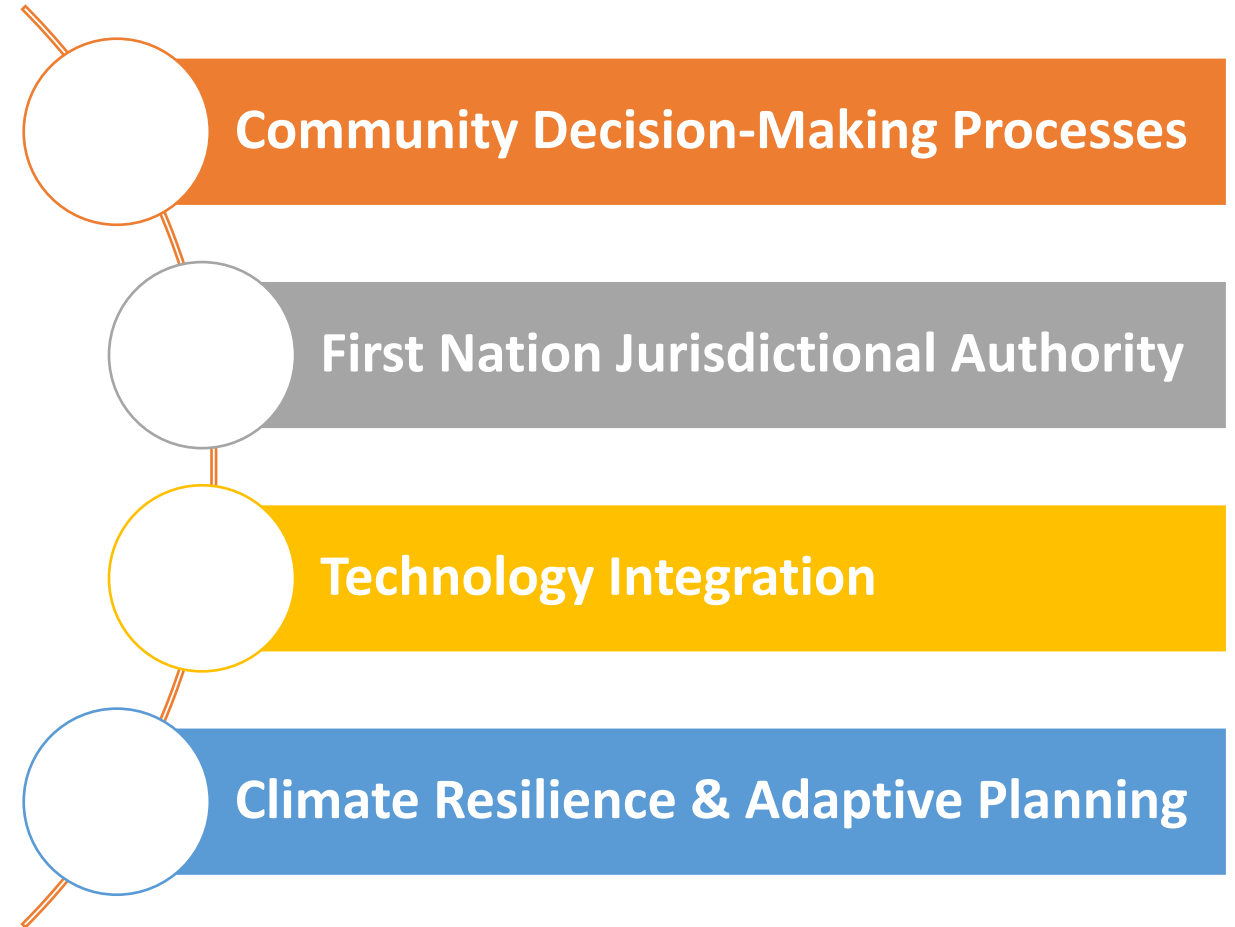 Community Decision-Making Processes
First Nation Jurisdictional Authority
Technology Integration
Climate Resilience & Adaptive Planning